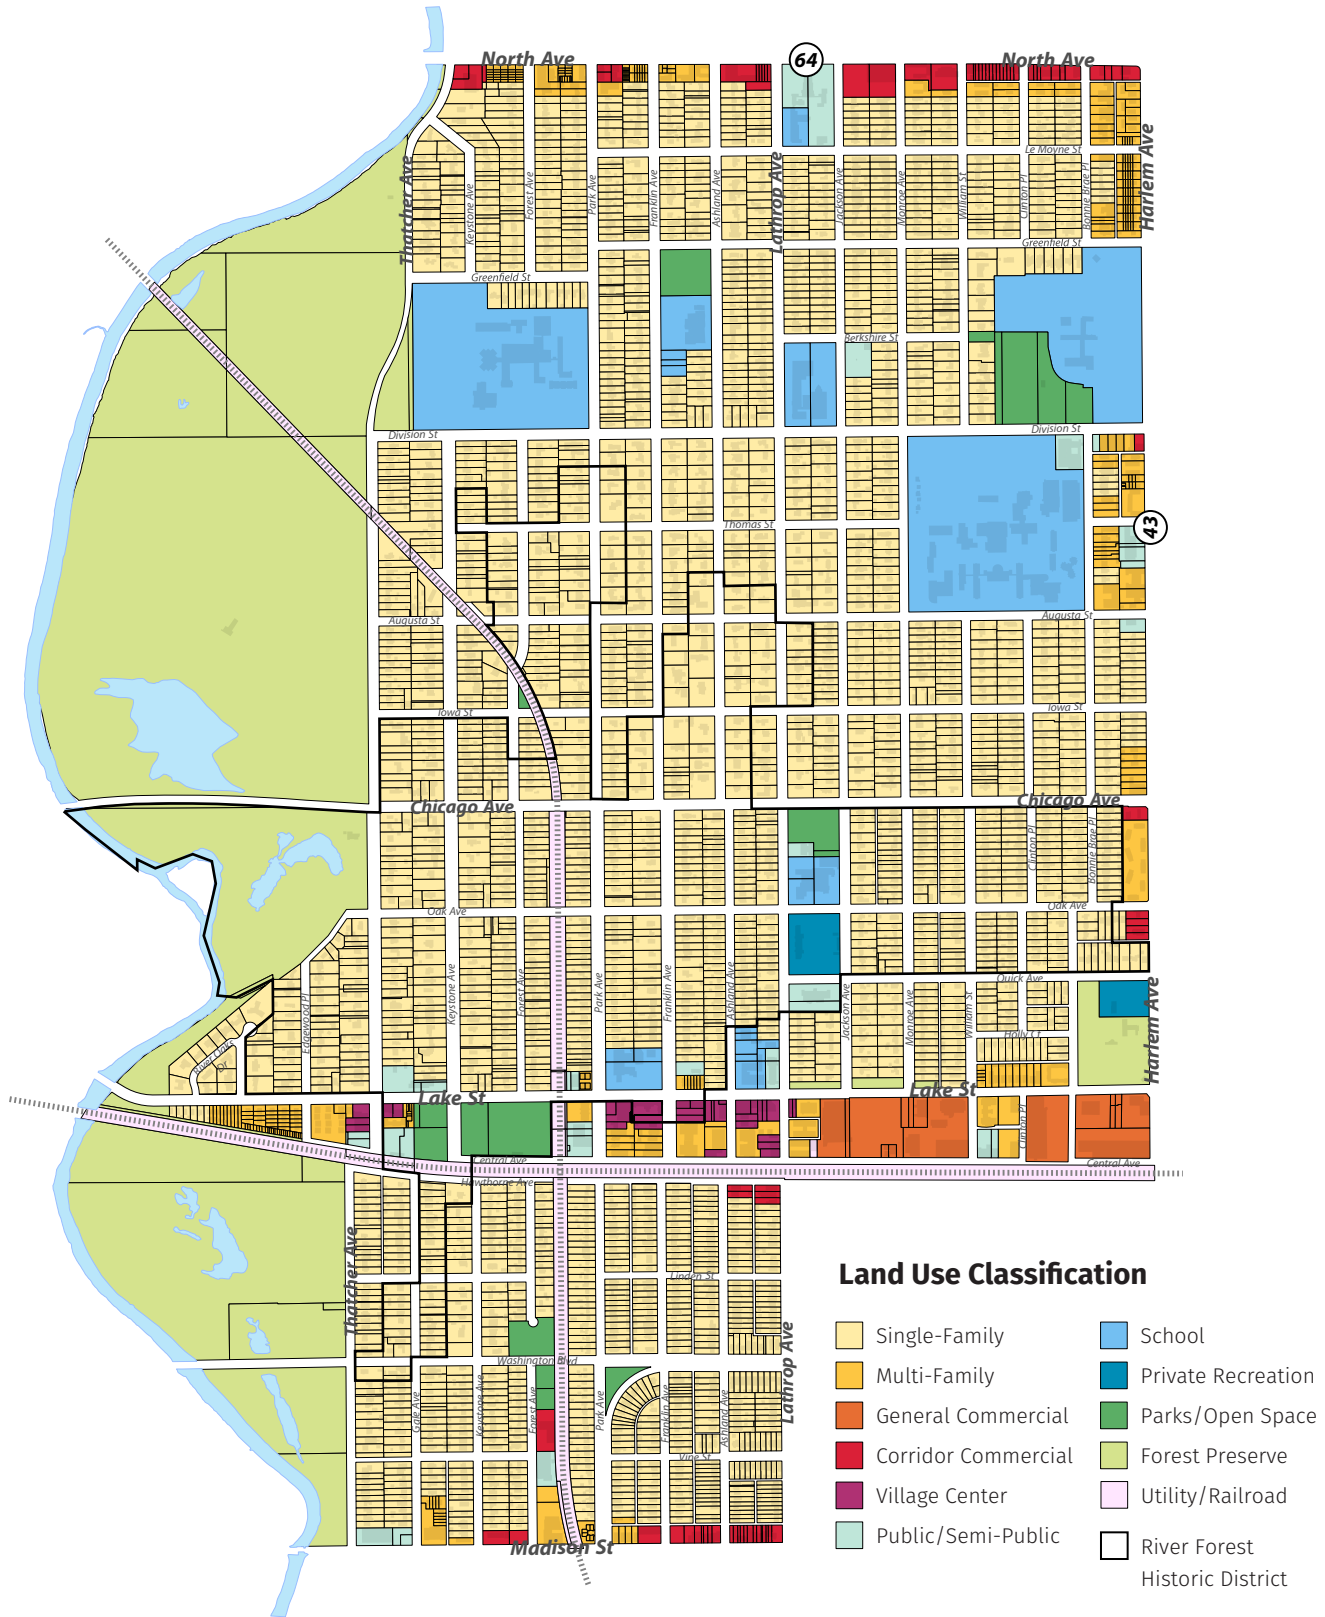 North Ave
64
North Ave
Le Moyne St
Harlem Ave
Thatcher Ave
Keystone Ave
Forest Ave
Park Ave
Franklin Ave
Ashland Ave
Lathrop Ave
Jackson Ave
Monroe Ave
William St
Clinton Pl
Bonnie Brae Pl
Greenfield St
Greenfield St
Berkshire St
Division St
Division St
Thomas St
43
Augusta St
Augusta St
Iowa St
Iowa St
Chicago Ave
Chicago Ave
Clinton Pl
Bonnie Brae Pl
Oak Ave
Oak Ave
Keystone Ave
Forest Ave
Park Ave
Franklin Ave
Ashland Ave
Quick Ave
Edgewood Pl
Jackson Ave
Monroe Ave
William St
Harlem Ave
River Oaks
Dr
Holly Ct
Lake St
Lake St
Clinton Pl
Central Ave
Central Ave
Hawthorne Ave
Thatcher Ave
Linden St
Washington Blvd
Lathrop Ave
Gale Ave
Keystone Ave
Forest Ave
Park Ave
Franklin Ave
Ashland Ave
Vine St
Madison St
Land Use Classification
Single-Family
Multi-Family
General Commercial
Corridor Commercial
Village Center
Public/Semi-Public
School
Private Recreation
Parks/Open Space
Forest Preserve
Utility/Railroad
River Forest
Historic District